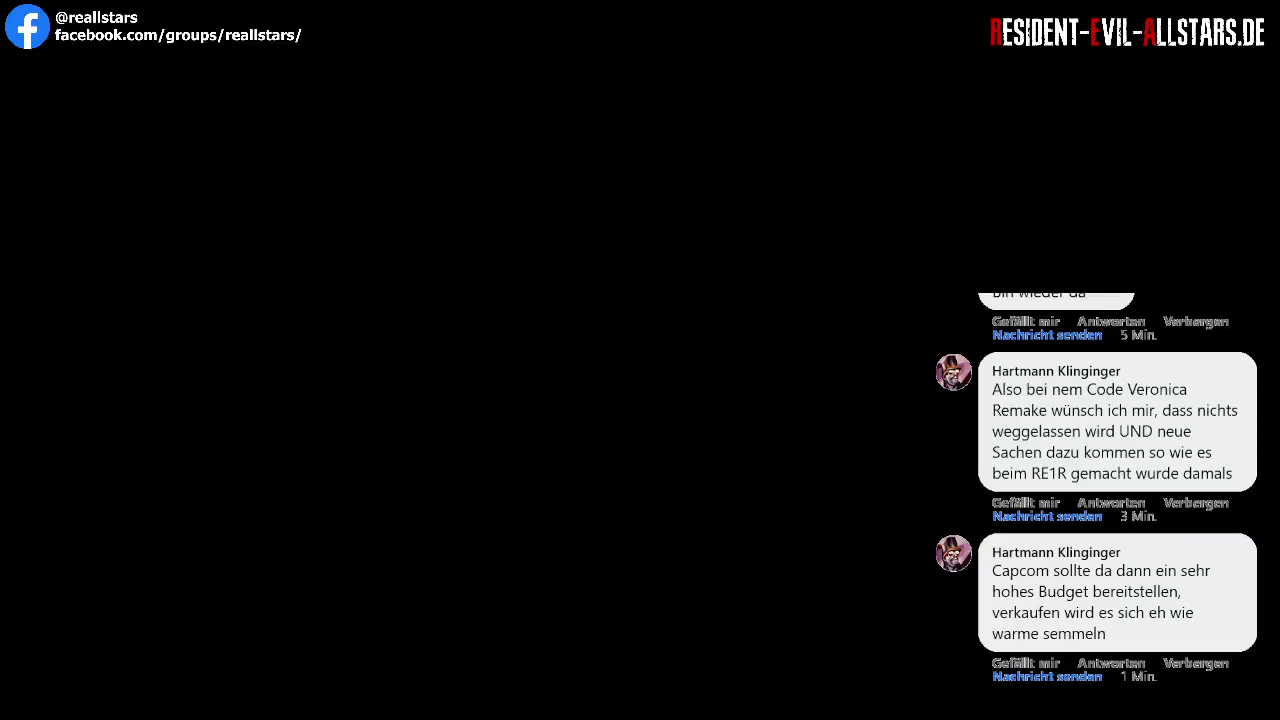 @reallstars
facebook.com/groups/reallstars/
RESIDENT-EVIL-ALLSTARS.DE
Bin wieder da
Gefällt mir Antworten Verbergen
Nachricht senden 5 Min.
Hartmann Klinginger
Also bei nem Code Veronica
Remake wünsch ich mir, dass nichts
weggelassen wird UND neue
Sachen dazu kommen so wie es
beim RE1R gemacht wurde damals
Gefällt mir Antworten Verbergen
Nachricht senden 3 Min.
Hartmann Klinginger
Capcom sollte da dann ein sehr
hohes Budget bereitstellen,
verkaufen wird es sich eh wie
warme semmeln
Gefällt mir Antworten Verbergen
Nachricht senden 1 Min.